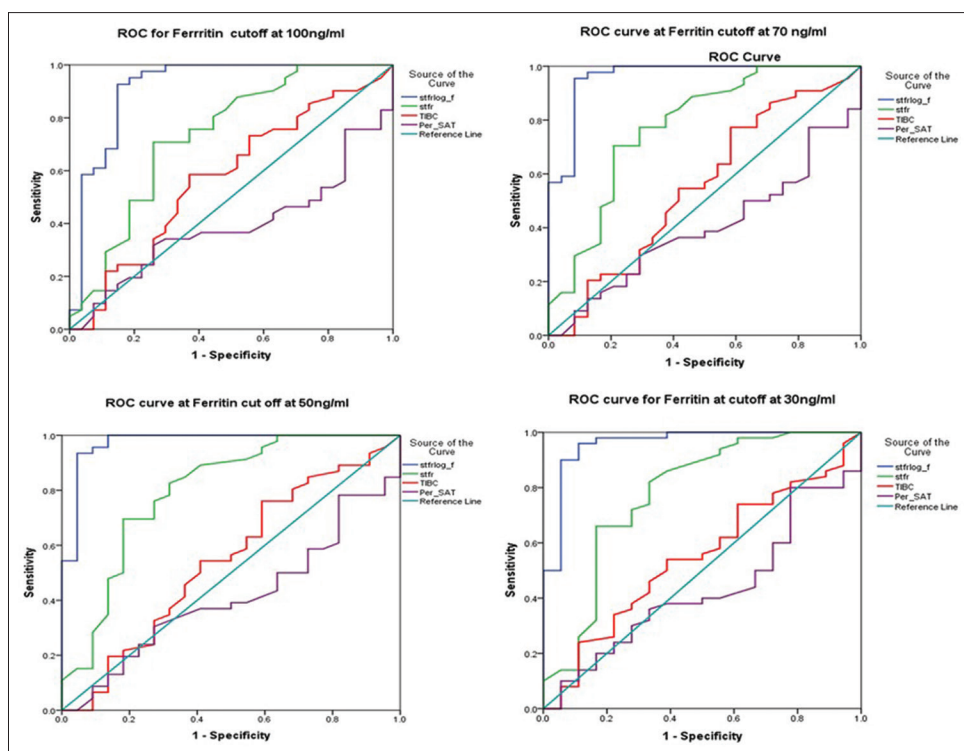 ROC for Ferrritin cutoff at 100ng/ml
Source of the
Curve
stfrlog_f
stfr
TIBC
Per_SAT
Reference Line
Sensitivity
1.0
0.8
0.6
0.4
0.2
0.0
0.0 0.2 0.4 0.6 0.8 1.0
1 - Specificity
ROC curve at Ferritin cutoff at 70 ng/ml
ROC Curve
Source of the
Curve
stfrlog_f
stfr
TIBC
Per_SAT
Reference Line
Sensitivity
1.0
0.8
0.6
0.4
0.2
0.0
0.0 0.2 0.4 0.6 0.8 1.0
1 - Specificity
ROC curve at Ferritin cut off at 50ng/ml
Source of the
Curve
stfrlog_f
stfr
TIBC
Per_SAT
Reference Line
Sensitivity
1.0
0.8
0.6
0.4
0.2
0.0
0.0 0.2 0.4 0.6 0.8 1.0
1 - Specificity
ROC curve for Ferritin at cutoff at 30ng/ml
Source of the
Curve
stfrlog_f
stfr
TIBC
Per_SAT
Reference Line
Sensitivity
1.0
0.8
0.6
0.4
0.2
0.0
0.0 0.2 0.4 0.6 0.8 1.0
1 - Specificity